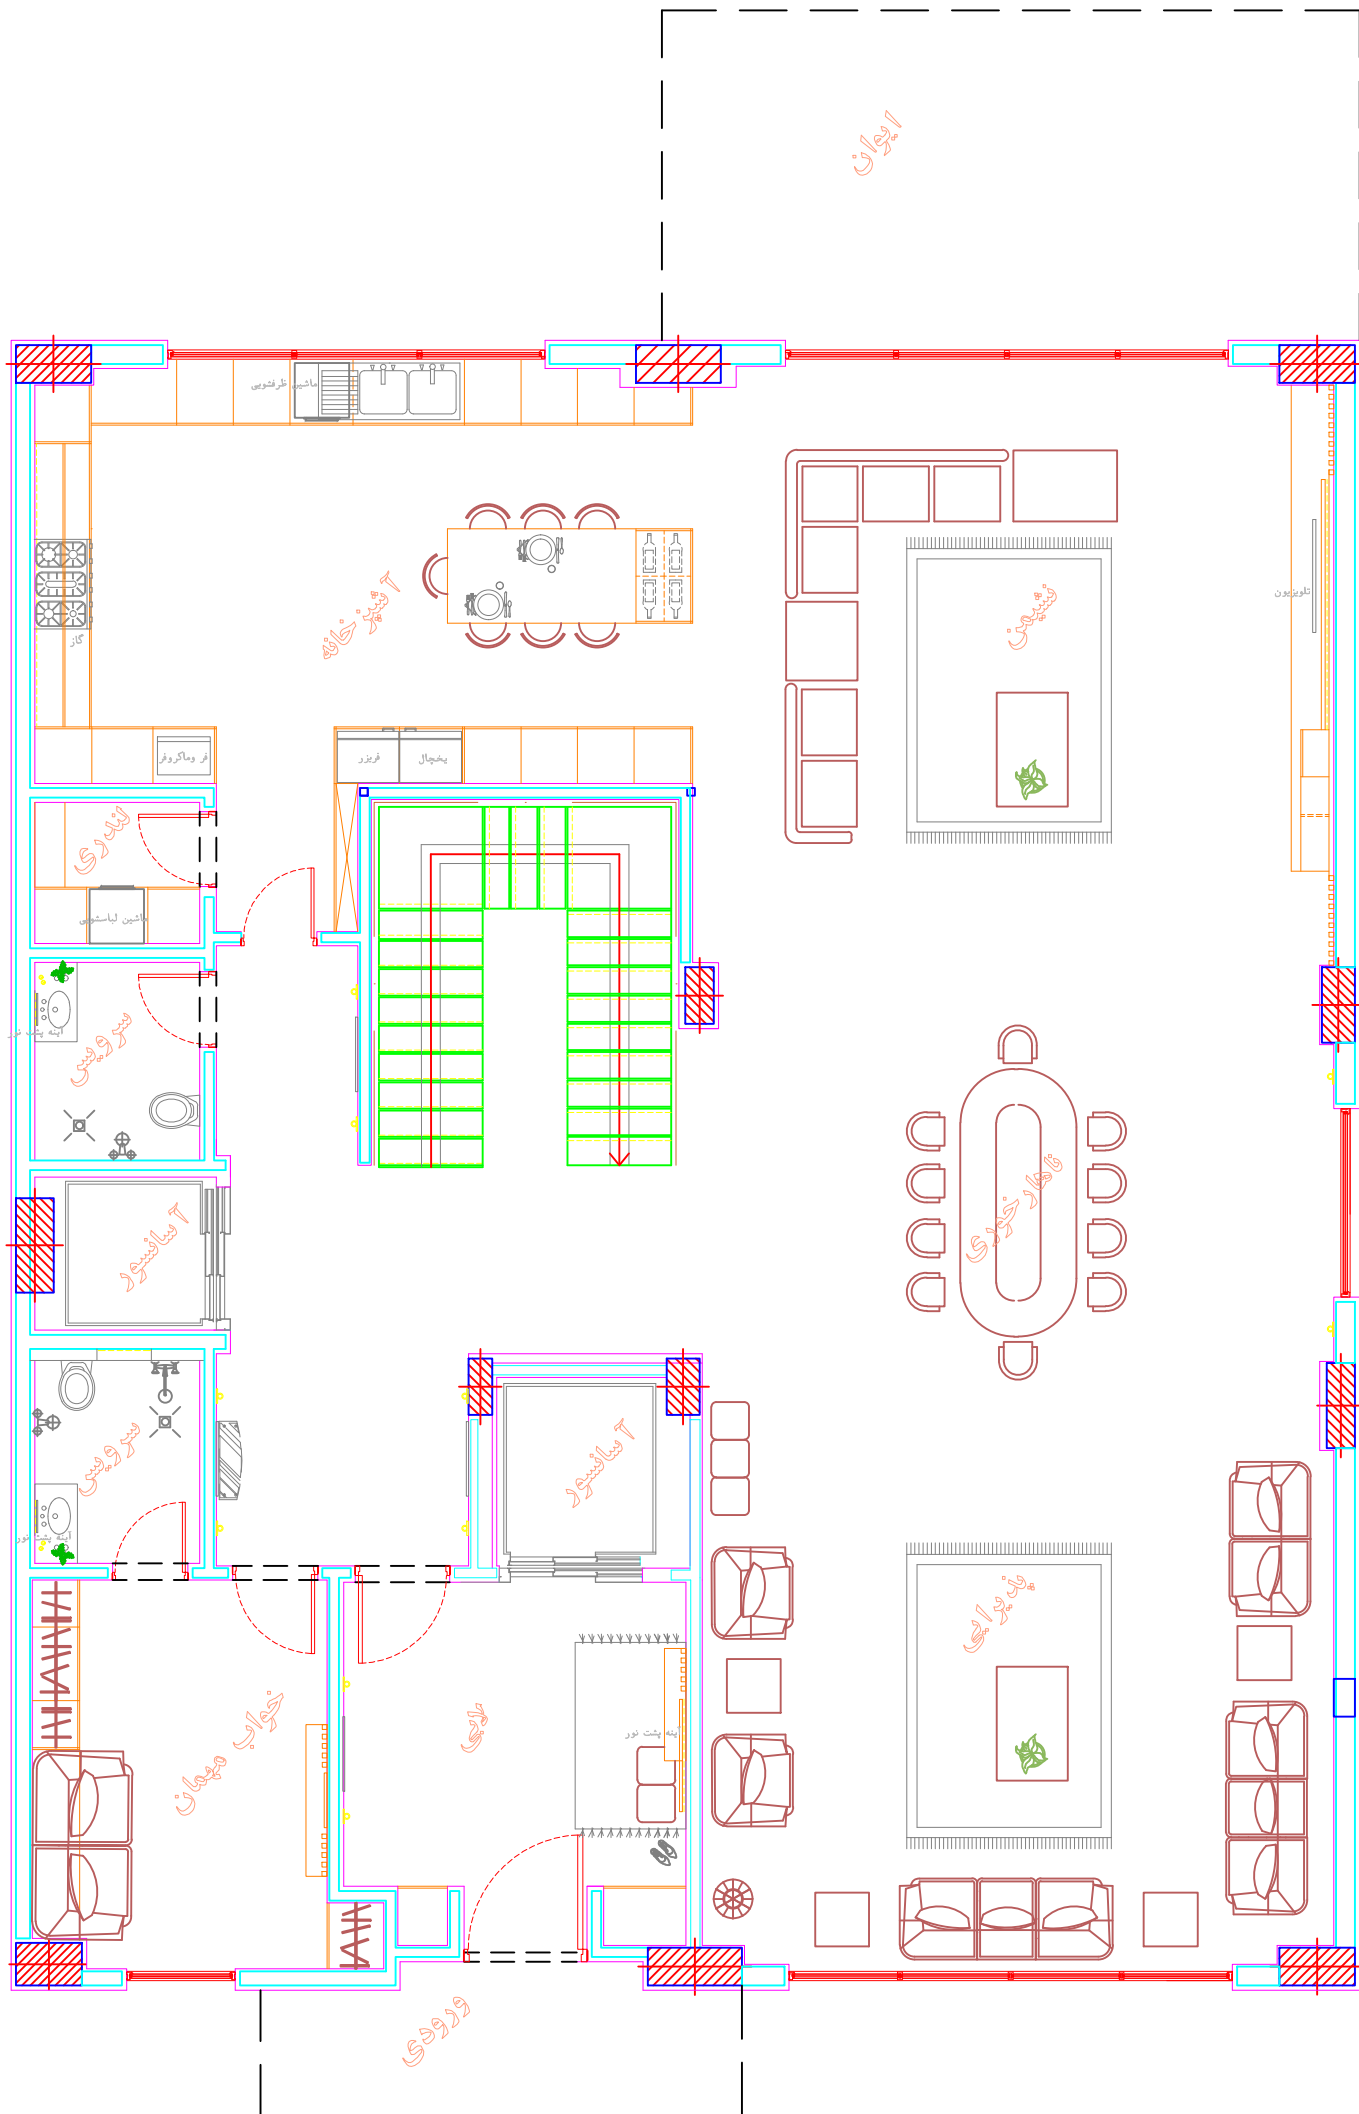 ایوان
ماشین ظرفشویی
آشپزخانه
نشیمن
تلویزیون
گاز
فر وماکروفر
فریزر
یخچال
لندری
ماشین لباسشویی
سرویس
آینه پشت نور
ناهارخوری
آسانسور
سرویس
آینه پشت نور
آسانسور
پذیرایی
خواب مهمان
لابی
آینه پشت نور
ورودی